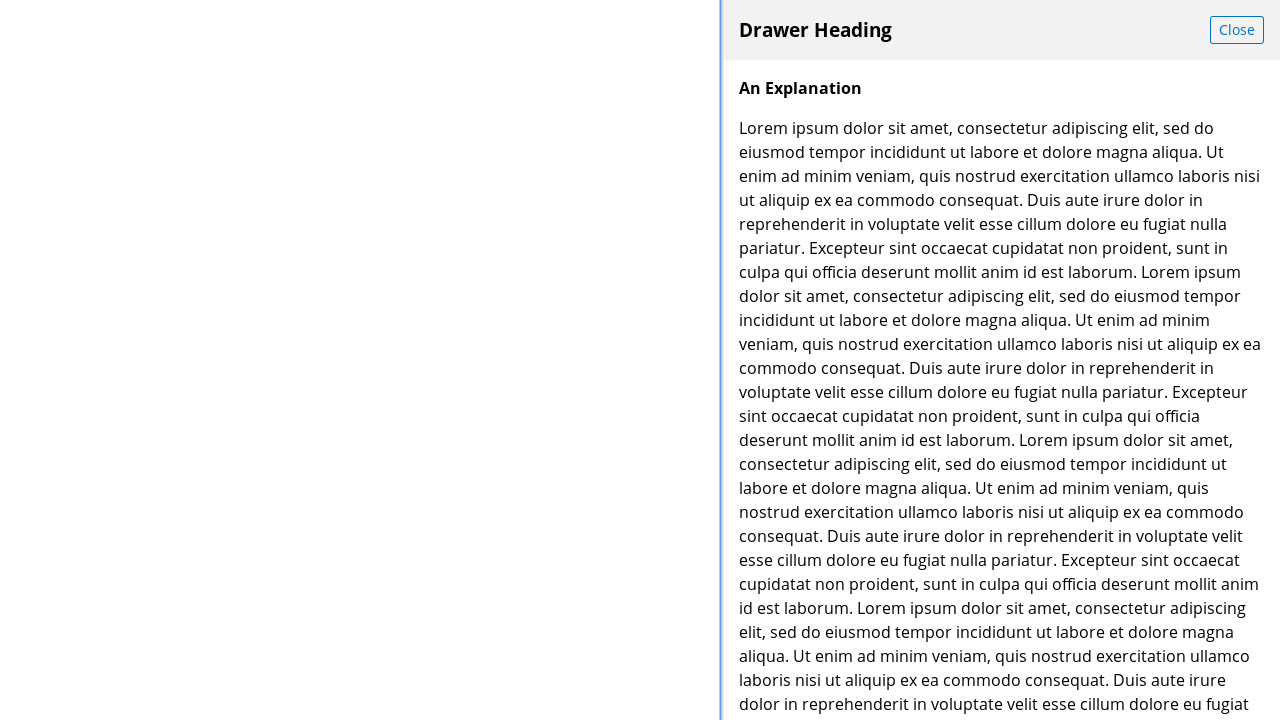 Drawer Heading
Close
An Explanation
Lorem ipsum dolor sit amet, consectetur adipiscing elit, sed do
eiusmod tempor incididunt ut labore et dolore magna aliqua. Ut
enim ad minim veniam, quis nostrud exercitation ullamco laboris nisi
ut aliquip ex ea commodo consequat. Duis aute irure dolor in
reprehenderit in voluptate velit esse cillum dolore eu fugiat nulla
pariatur. Excepteur sint occaecat cupidatat non proident, sunt in
culpa qui officia deserunt mollit anim id est laborum. Lorem ipsum
dolor sit amet, consectetur adipiscing elit, sed do eiusmod tempor
incididunt ut labore et dolore magna aliqua. Ut enim ad minim
veniam, quis nostrud exercitation ullamco laboris nisi ut aliquip ex ea
commodo consequat. Duis aute irure dolor in reprehenderit in
voluptate velit esse cillum dolore eu fugiat nulla pariatur. Excepteur
sint occaecat cupidatat non proident, sunt in culpa qui officia
deserunt mollit anim id est laborum. Lorem ipsum dolor sit amet,
consectetur adipiscing elit, sed do eiusmod tempor incididunt ut
labore et dolore magna aliqua. Ut enim ad minim veniam, quis
nostrud exercitation ullamco laboris nisi ut aliquip ex ea commodo
consequat. Duis aute irure dolor in reprehenderit in voluptate velit
esse cillum dolore eu fugiat nulla pariatur. Excepteur sint occaecat
cupidatat non proident, sunt in culpa qui officia deserunt mollit anim
id est laborum. Lorem ipsum dolor sit amet, consectetur adipiscing
elit, sed do eiusmod tempor incididunt ut labore et dolore magna
aliqua. Ut enim ad minim veniam, quis nostrud exercitation ullamco
laboris nisi ut aliquip ex ea commodo consequat. Duis aute irure
dolor in reprehenderit in voluptate velit esse cillum dolore eu fugiat